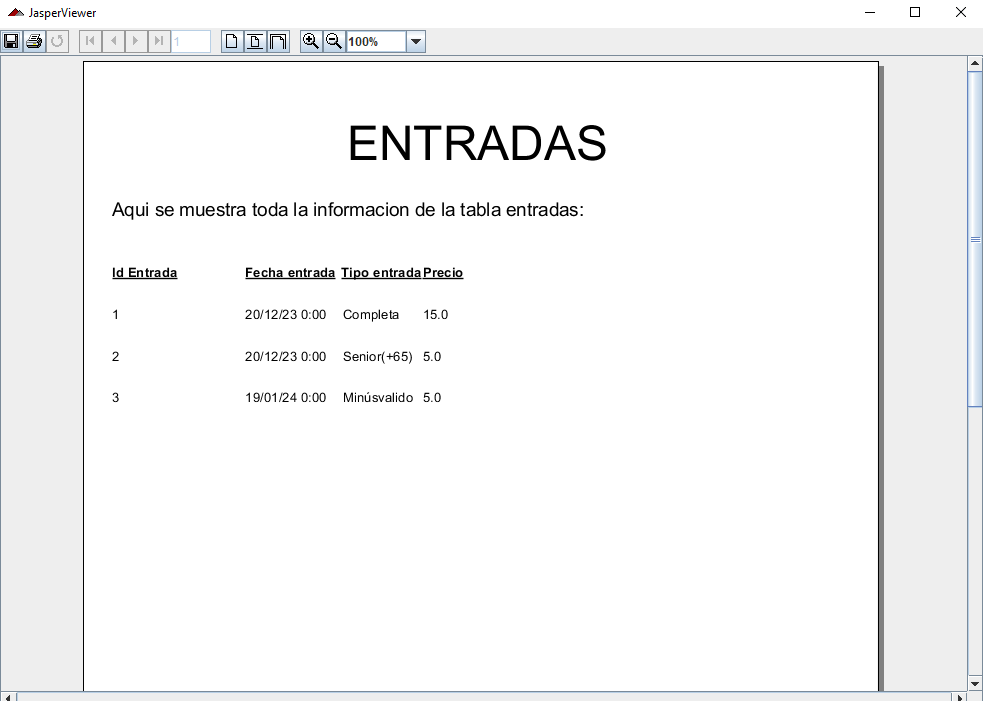 JasperViewer
1
100%
ENTRADAS
Aqui se muestra toda la informacion de la tabla entradas:
Id Entrada Fecha entrada Tipo entrada Precio
1 20/12/23 0:00 Completa 15.0
2 20/12/23 0:00 Senior(+65) 5.0
3 19/01/24 0:00 Minúsvalido 5.0